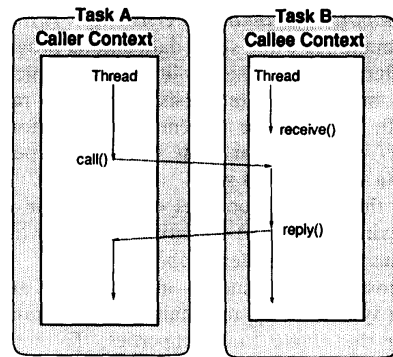 Task A
Caller Context
Thread
call()
Task B
Callee Context
Thread
receive()
reply()